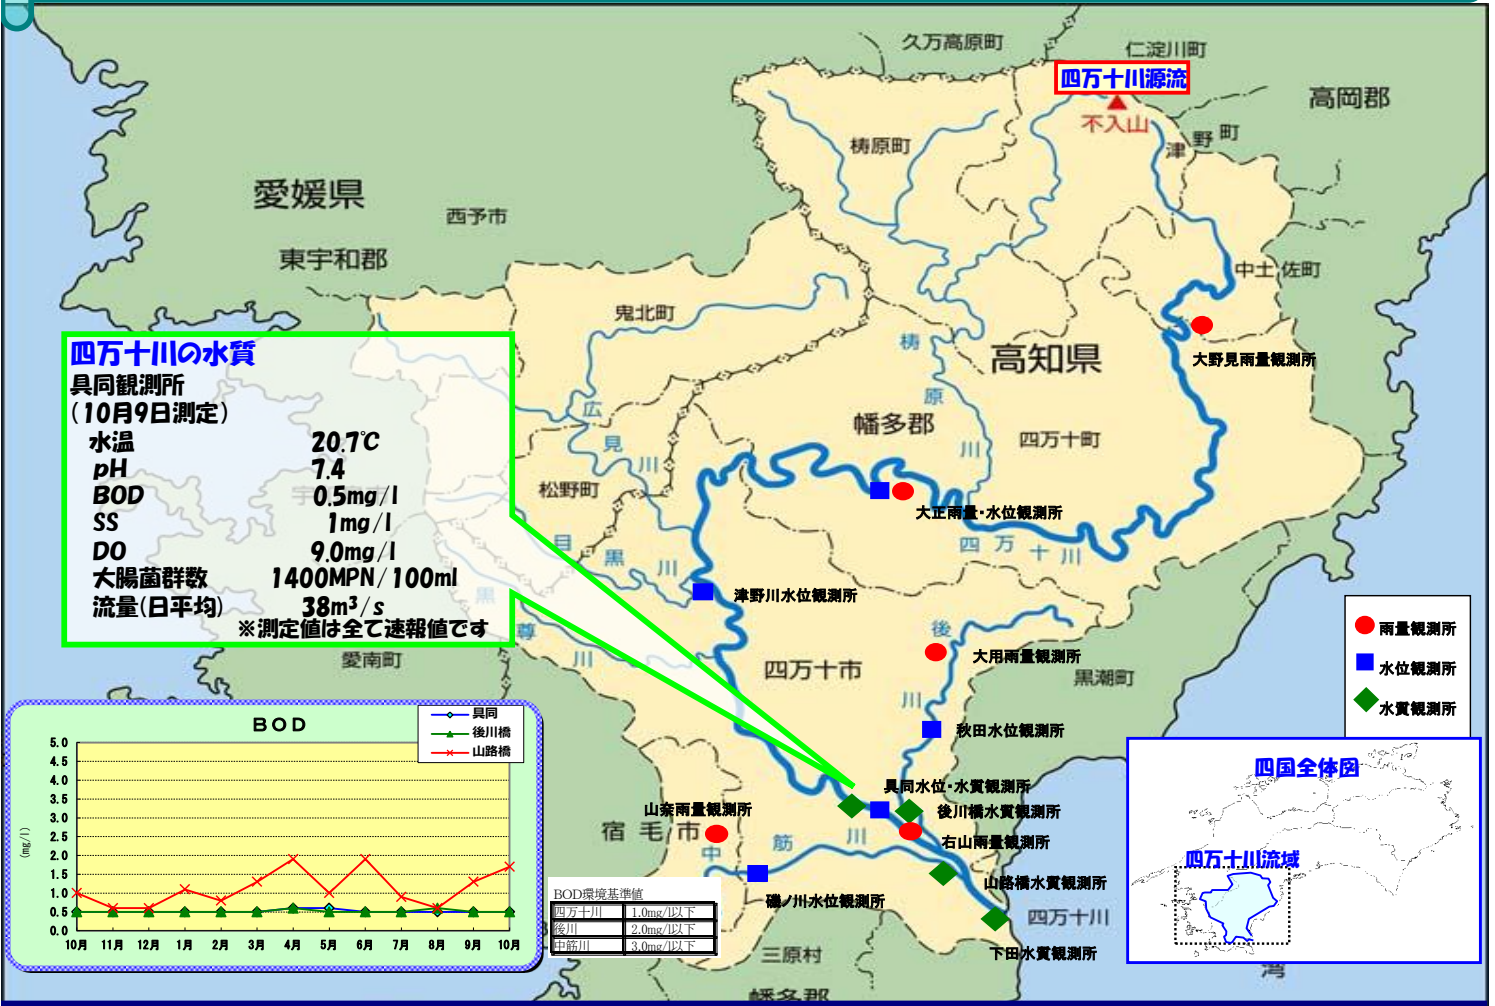 久万高原町
仁淀川町
四万十川源流
不入山
高岡郡
津野町
梼原町
愛媛県
西予市
東宇和郡
中土佐町
鬼北町
大野見雨量観測所
高知県
梼原川
幡多郡
四万十町
広見川
松野町
大正雨量・水位観測所
四万十川
目黒川
津野川水位観測所
四万十川の水質
具同観測所
(10月9日測定)
水温 20.7℃
pH 7.4
BOD 0.5mg/l
SS 1mg/l
DO 9.0mg/l
大腸菌群数 1400MPN/100ml
流量(日平均) 38m³/s
※測定値は全て速報値です
黒尊川
愛南町
後川
大用雨量観測所
四万十市
黒潮町
秋田水位観測所
雨量観測所
水位観測所
水質観測所
具同水位・水質観測所
後川橋水質観測所
右山雨量観測所
山奈雨量観測所
宿毛市
中筋川
山路橋水質観測所
磯ノ川水位観測所
四万十川
下田水質観測所
三原村
幡多郡
湾
四国全体図
四万十川流域
BOD
具同
後川橋
山路橋
(mg/l)
5.0
4.5
4.0
3.5
3.0
2.5
2.0
1.5
1.0
0.5
0.0
10月 11月 12月 1月 2月 3月 4月 5月 6月 7月 8月 9月 10月
BOD環境基準値
四万十川 1.0mg/l以下
後川 2.0mg/l以下
中筋川 3.0mg/l以下